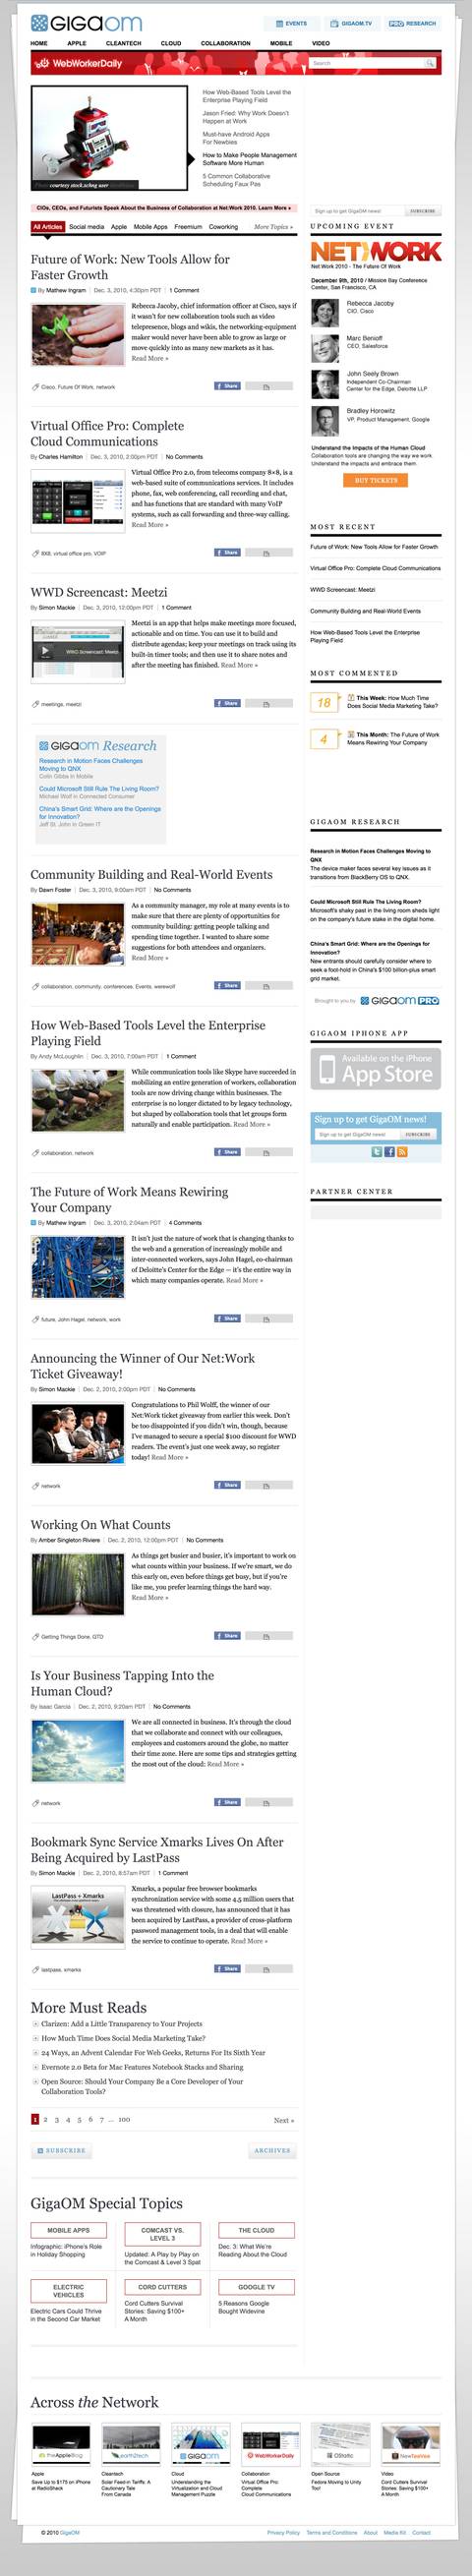 GIGAOM
EVENTS
GIGAOM.TV
PRO RESEARCH
HOME APPLE CLEANTECH CLOUD COLLABORATION MOBILE VIDEO
WebWorkerDaily
Search
How Web-Based Tools Level the
Enterprise Playing Field
Jason Fried: Why Work Doesn't
Happen at Work
Must-have Android Apps
For Newbies
How to Make People Management
Software More Human
5 Common Collaborative
Scheduling Faux Pas
courtesy stock.xchng user
CIOs, CEOs, and Futurists Speak About the Business of Collaboration at Net:Work 2010. Learn More »
All Articles Social media Apple Mobile Apps Freemium Coworking More Topics »
Future of Work: New Tools Allow for
Faster Growth
By Mathew Ingram | Dec. 3, 2010, 4:30pm PDT | 1 Comment
Rebecca Jacoby, chief information officer at Cisco, says if
it wasn't for new collaboration tools such as video
telepresence, blogs and wikis, the networking-equipment
maker would never have been able to grow as large or
move quickly into as many new markets as it has.
Read More »
Cisco, Future Of Work, network
Share
Virtual Office Pro: Complete
Cloud Communications
By Charles Hamilton | Dec. 3, 2010, 2:00pm PDT | No Comments
Virtual Office Pro 2.0, from telecoms company 8×8, is a
web-based suite of communications services. It includes
phone, fax, web conferencing, call recording and chat,
and has functions that are standard with many VoIP
systems, such as call forwarding and three-way calling.
Read More »
8X8, virtual office pro, VOIP
Share
WWD Screencast: Meetzi
By Simon Mackie | Dec. 3, 2010, 12:00pm PDT | 1 Comment
WWD Screencast: Meetzi
Meetzi is an app that helps make meetings more focused,
actionable and on time. You can use it to build and
distribute agendas; keep your meetings on track using its
built-in timer tools; and then use it to share notes and
after the meeting has finished. Read More »
meetings, meetzi
Share
GIGAOM Research
Research in Motion Faces Challenges
Moving to QNX
Colin Gibbs in Mobile
Could Microsoft Still Rule The Living Room?
Michael Wolf in Connected Consumer
China's Smart Grid: Where are the Openings
for Innovation?
Jeff St. John in Green IT
Community Building and Real-World Events
By Dawn Foster | Dec. 3, 2010, 9:00am PDT | No Comments
As a community manager, my role at many events is to
make sure that there are plenty of opportunities for
community building: getting people talking and
spending time together. I wanted to share some
suggestions for both attendees and organizers.
Read More »
collaboration, community, conferences, Events, werewolf
Share
How Web-Based Tools Level the Enterprise
Playing Field
By Andy McLoughlin | Dec. 3, 2010, 7:00am PDT | 1 Comment
While communication tools like Skype have succeeded in
mobilizing an entire generation of workers, collaboration
tools are now driving change within businesses. The
enterprise is no longer dictated to by legacy technology,
but shaped by collaboration tools that let groups form
naturally and enable participation. Read More »
collaboration, network
Share
The Future of Work Means Rewiring
Your Company
By Mathew Ingram | Dec. 3, 2010, 2:04am PDT | 4 Comments
It isn't just the nature of work that is changing thanks to
the web and a generation of increasingly mobile and
inter-connected workers, says John Hagel, co-chairman
of Deloitte's Center for the Edge — it's the entire way in
which many companies operate. Read More »
future, John Hagel, network, work
Share
Announcing the Winner of Our Net:Work
Ticket Giveaway!
By Simon Mackie | Dec. 2, 2010, 2:00pm PDT | No Comments
Congratulations to Phil Wolff, the winner of our
Net:Work ticket giveaway from earlier this week. Don't
be too disappointed if you didn't win, though, because
I've managed to secure a special $100 discount for WWD
readers. The event's just one week away, so register
today! Read More »
network
Share
Working On What Counts
By Amber Singleton Riviere | Dec. 2, 2010, 12:00pm PDT | No Comments
As things get busier and busier, it's important to work on
what counts within your business. If we're smart, we do
this early on, even before things get busy, but if you're
like me, you prefer learning things the hard way.
Read More »
Getting Things Done, GTD
Share
Is Your Business Tapping Into the
Human Cloud?
By Isaac Garcia | Dec. 2, 2010, 9:20am PDT | No Comments
We are all connected in business. It's through the cloud
that we collaborate and connect with our colleagues,
employees and customers around the globe, no matter
their time zone. Here are some tips and strategies getting
the most out of the cloud: Read More »
network
Share
Bookmark Sync Service Xmarks Lives On After
Being Acquired by LastPass
By Simon Mackie | Dec. 2, 2010, 8:57am PDT | 1 Comment
LastPass + Xmarks
Xmarks, a popular free browser bookmarks
synchronization service with some 4.5 million users that
was threatened with closure, has announced that it has
been acquired by LastPass, a provider of cross-platform
password management tools, in a deal that will enable
the service to continue to operate. Read More »
lastpass, xmarks
Share
More Must Reads
Clarizen: Add a Little Transparency to Your Projects
How Much Time Does Social Media Marketing Take?
24 Ways, an Advent Calendar For Web Geeks, Returns For Its Sixth Year
Evernote 2.0 Beta for Mac Features Notebook Stacks and Sharing
Open Source: Should Your Company Be a Core Developer of Your
Collaboration Tools?
1 2 3 4 5 6 7 ... 100 Next »
SUBSCRIBE ARCHIVES
GigaOM Special Topics
MOBILE APPS
Infographic: iPhone's Role
in Holiday Shopping
COMCAST VS.
LEVEL 3
Updated: A Play by Play on
the Comcast & Level 3 Spat
THE CLOUD
Dec. 3: What We're
Reading About the Cloud
ELECTRIC
VEHICLES
Electric Cars Could Thrive
in the Second Car Market
CORD CUTTERS
Cord Cutters Survival
Stories: Saving $100+
A Month
GOOGLE TV
5 Reasons Google
Bought Widevine
Sign up to get GigaOM news! SUBSCRIBE
UPCOMING EVENT
NET:WORK
Net:Work 2010 - The Future Of Work
December 9th, 2010 / Mission Bay Conference
Center, San Francisco, CA
Rebecca Jacoby
CIO, Cisco
Marc Benioff
CEO, Salesforce
John Seely Brown
Independent Co-Chairman
Center for the Edge, Deloitte LLP
Bradley Horowitz
VP, Product Management, Google
Understand the Impacts of the Human Cloud
Collaboration tools are changing the way we work
Understand the impacts and embrace them.
BUY TICKETS
MOST RECENT
Future of Work: New Tools Allow for Faster Growth
Virtual Office Pro: Complete Cloud Communications
WWD Screencast: Meetzi
Community Building and Real-World Events
How Web-Based Tools Level the Enterprise
Playing Field
MOST COMMENTED
18
This Week: How Much Time
Does Social Media Marketing Take?
4
This Month: The Future of Work
Means Rewiring Your Company
GIGAOM RESEARCH
Research in Motion Faces Challenges Moving to
QNX
The device maker faces several key issues as it
transitions from BlackBerry OS to QNX.
Could Microsoft Still Rule The Living Room?
Microsoft's shaky past in the living room sheds light
on the company's future stake in the digital home.
China's Smart Grid: Where are the Openings for
Innovation?
New entrants should carefully consider where to
seek a foot-hold in China's $100 billion-plus smart
grid market.
Brought to you by GIGAOM PRO
GIGAOM IPHONE APP
Available on the iPhone
App Store
Sign up to get GigaOM news!
Sign up to get GigaOM news! SUBSCRIBE
PARTNER CENTER
Across the Network
TheAppleBlog
Apple
Save Up to $175 on iPhone
at RadioShack
earth2tech
Cleantech
Solar Feed-in Tariffs: A
Cautionary Tale
From Canada
GIGAOM
Cloud
Understanding the
Virtualization and Cloud
Management Puzzle
WebWorkerDaily
Collaboration
Virtual Office Pro:
Complete
Cloud Communications
OStatic
Open Source
Fedora Moving to Unity
Too!
NewTeeVee
Video
Cord Cutters Survival
Stories: Saving $100+
A Month
© 2010 GigaOM
Privacy Policy Terms and Conditions About Media Kit Contact